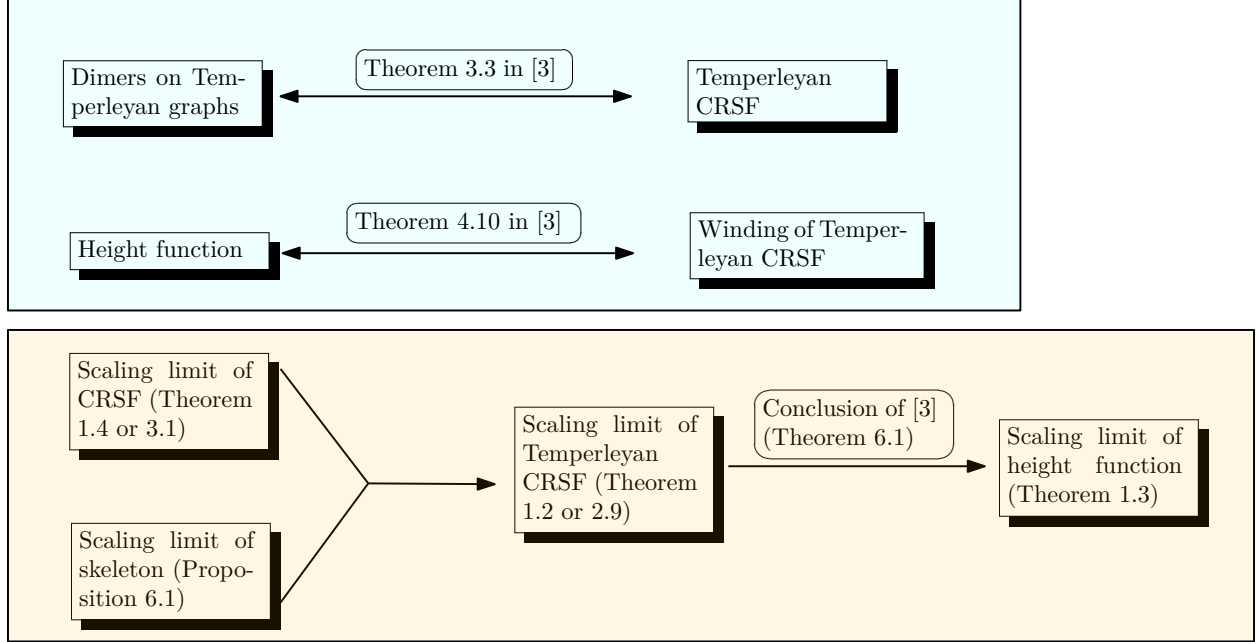 Dimers on Tem-
perleyan graphs
Theorem 3.3 in [3]
Temperleyan
CRSF
Height function
Theorem 4.10 in [3]
Winding of Temper-
leyan CRSF
Scaling limit of
CRSF (Theorem
1.4 or 3.1)
Scaling limit of
skeleton (Propo-
sition 6.1)
Scaling limit of
Temperleyan
CRSF (Theorem
1.2 or 2.9)
Conclusion of [3]
(Theorem 6.1)
Scaling limit of
height function
(Theorem 1.3)